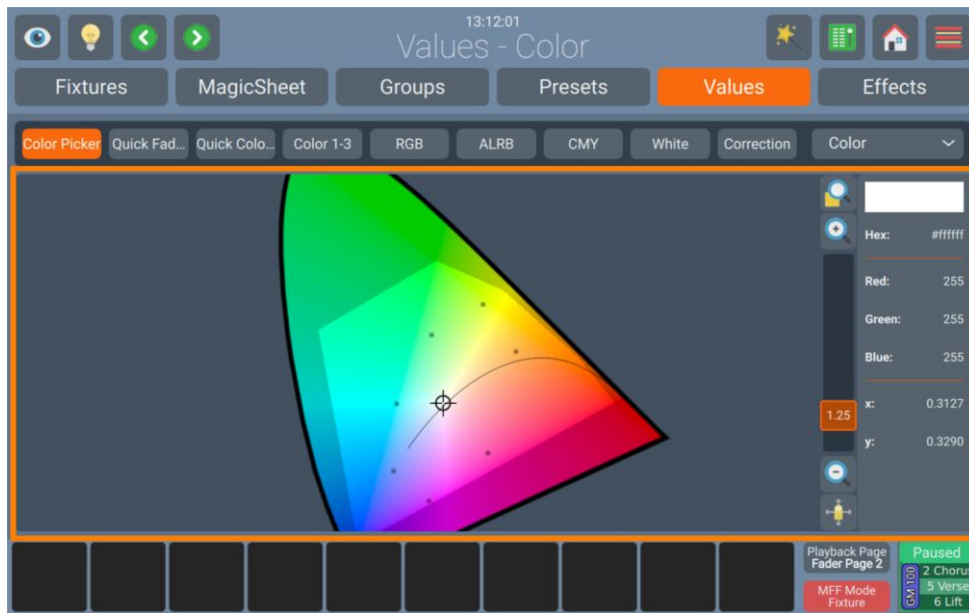 13:12:01
Values - Color
Fixtures
MagicSheet
Groups
Presets
Values
Effects
Color Picker
Quick Fad...
Quick Colo...
Color 1-3
RGB
ALRB
CMY
White
Correction
Color
Hex: #ffffff
Red: 255
Green: 255
Blue: 255
1.25
x: 0.3127
y: 0.3290
Playback Page
Fader Page 2
MFF Mode
Fixture
Paused
GM 100
2 Chorus
5 Verse
6 Lift